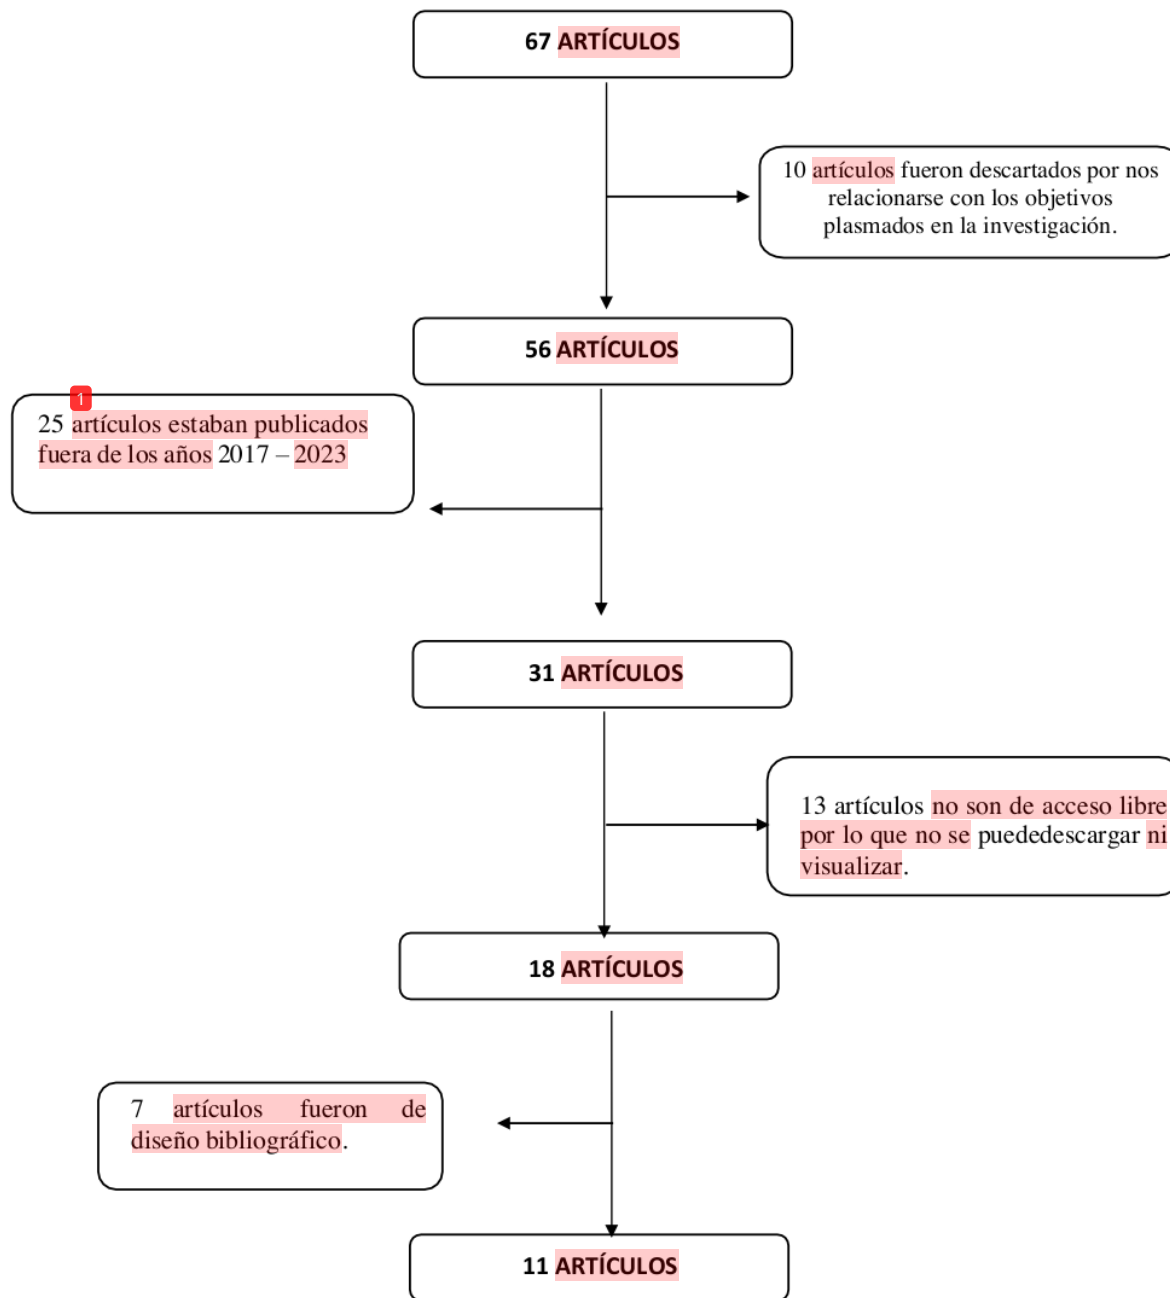 67 ARTÍCULOS
10 artículos fueron descartados por nos
relacionarse con los objetivos
plasmados en la investigación.
56 ARTÍCULOS
1
25 artículos estaban publicados
fuera de los años 2017 – 2023
31 ARTÍCULOS
13 artículos no son de acceso libre
por lo que no se puededescargar ni
visualizar.
18 ARTÍCULOS
7 artículos fueron de
diseño bibliográfico.
11 ARTÍCULOS